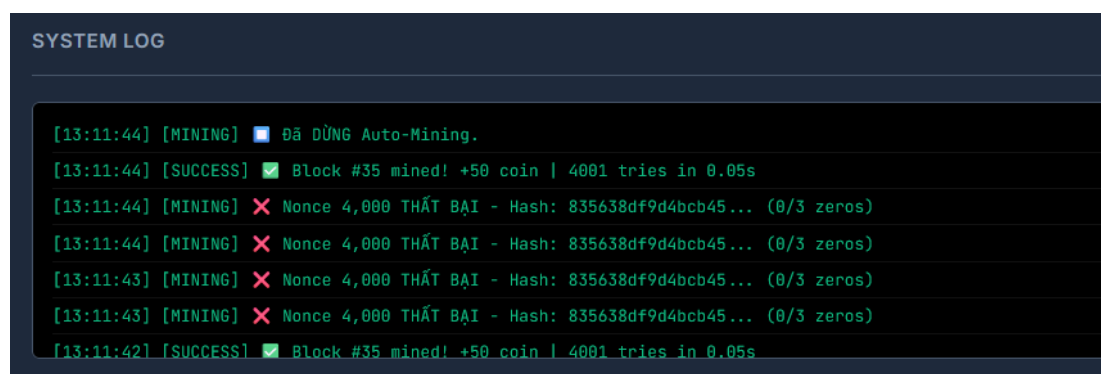 SYSTEM LOG
[13:11:44] [MINING] ⏹️ Đã DỪNG Auto-Mining.
[13:11:44] [SUCCESS] ✅ Block #35 mined! +50 coin | 4001 tries in 0.05s
[13:11:44] [MINING] ❌ Nonce 4,000 THẤT BẠI - Hash: 835638df9d4bcb45... (0/3 zeros)
[13:11:44] [MINING] ❌ Nonce 4,000 THẤT BẠI - Hash: 835638df9d4bcb45... (0/3 zeros)
[13:11:43] [MINING] ❌ Nonce 4,000 THẤT BẠI - Hash: 835638df9d4bcb45... (0/3 zeros)
[13:11:43] [MINING] ❌ Nonce 4,000 THẤT BẠI - Hash: 835638df9d4bcb45... (0/3 zeros)
[13:11:42] [SUCCESS] ✅ Block #35 mined! +50 coin | 4001 tries in 0.05s